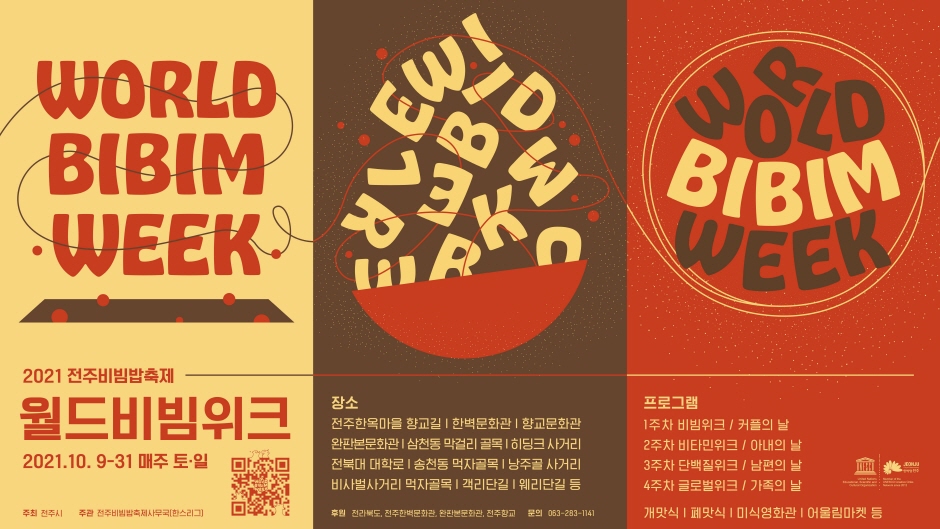 WORLD
BIBIM
WEEK
2021 전주비빔밥축제
월드비빔위크
2021.10. 9-31 매주 토·일
주최 전주시 주관 전주비빔밥축제사무국(한스리그)
장소
전주한옥마을 향교길 | 한벽문화관 | 향교문화관
완판본문화관 | 삼천동 막걸리 골목 | 히딩크 사거리
전북대 대학로 | 송천동 먹자골목 | 낭주골 사거리
비사벌사거리 먹자골목 | 객리단길 | 웨리단길 등
후원 전라북도, 전주한벽문화관, 완판본문화관, 전주향교 문의 063-283-1141
WORLD
BIBIM
WEEK
프로그램
1주차 비빔위크 / 커플의 날
2주차 비타민위크 / 아내의 날
3주차 단백질위크 / 남편의 날
4주차 글로벌위크 / 가족의 날
개맛식 | 폐맛식 | 미식영화관 | 어울림마켓 등
JEONJU